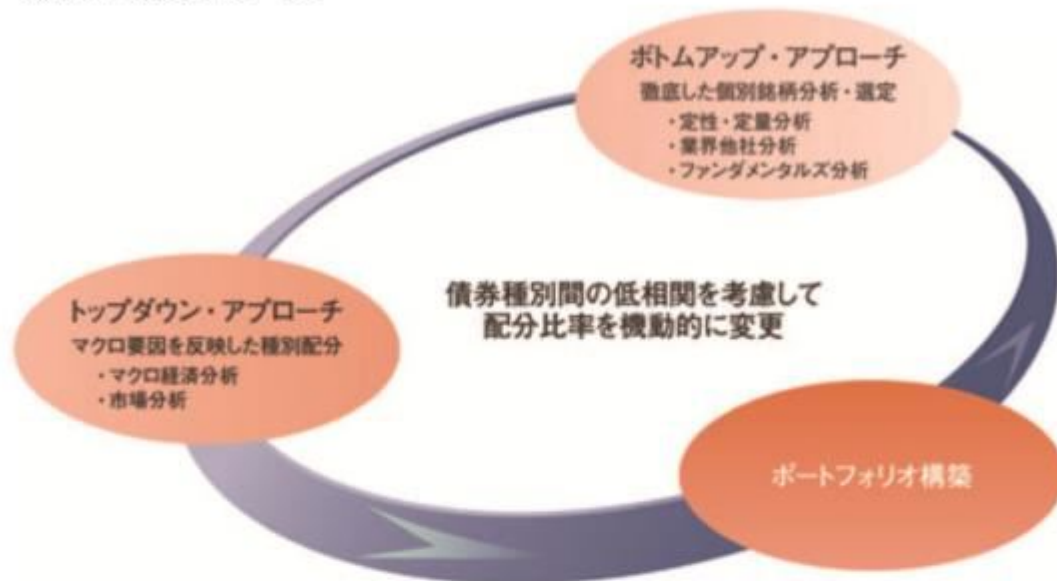 ボトムアップ・アプローチ
徹底した個別銘柄分析・選定
・定性・定量分析
・業界他社分析
・ファンダメンタルズ分析
トップダウン・アプローチ
マクロ要因を反映した種別配分
・マクロ経済分析
・市場分析
債券種別間の低相関を考慮して
配分比率を機動的に変更
ポートフォリオ構築